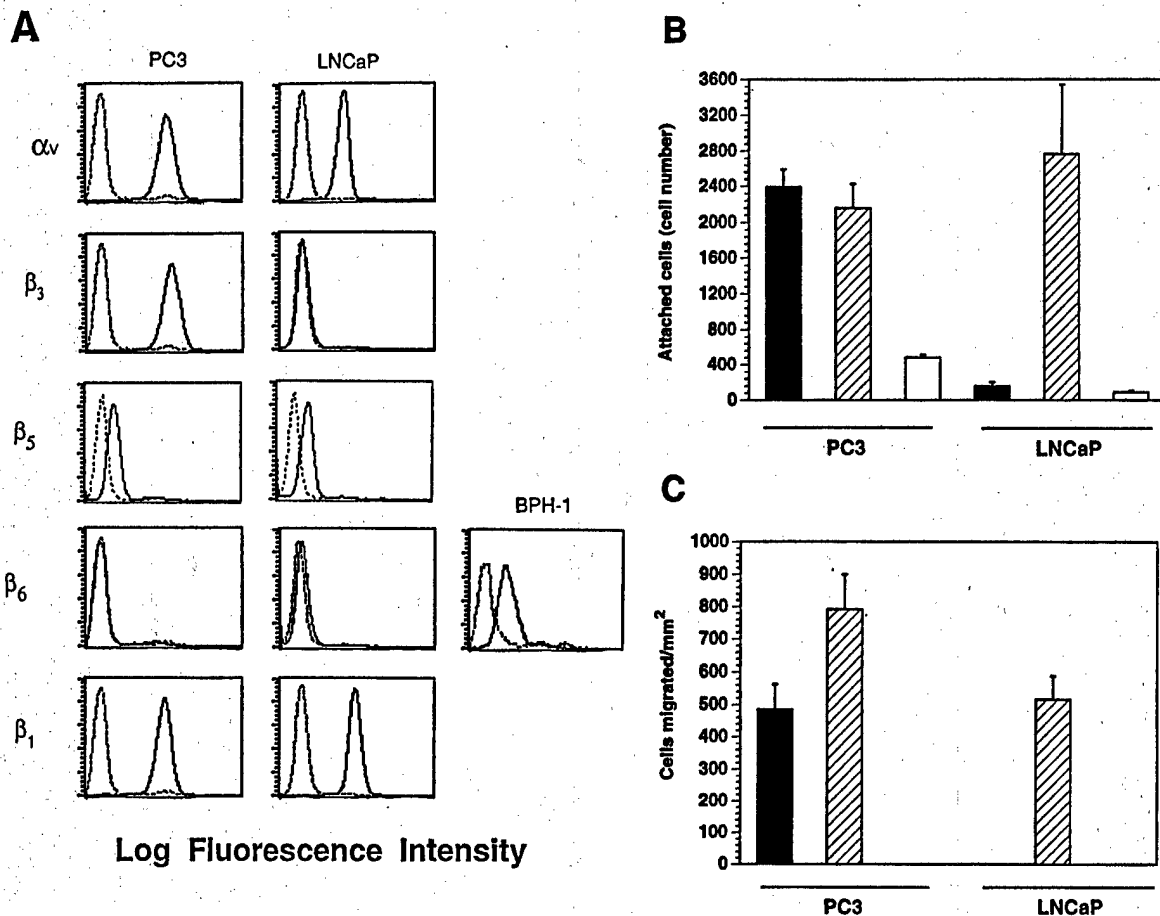 A
PC3
LNCaP
αv
β3
β5
β6
BPH-1
β1
Log Fluorescence Intensity
B
Attached cells (cell number)
3600
3200
2800
2400
2000
1600
1200
800
400
0
PC3
LNCaP
C
Cells migrated/mm²
1000
900
800
700
600
500
400
300
200
100
0
PC3
LNCaP